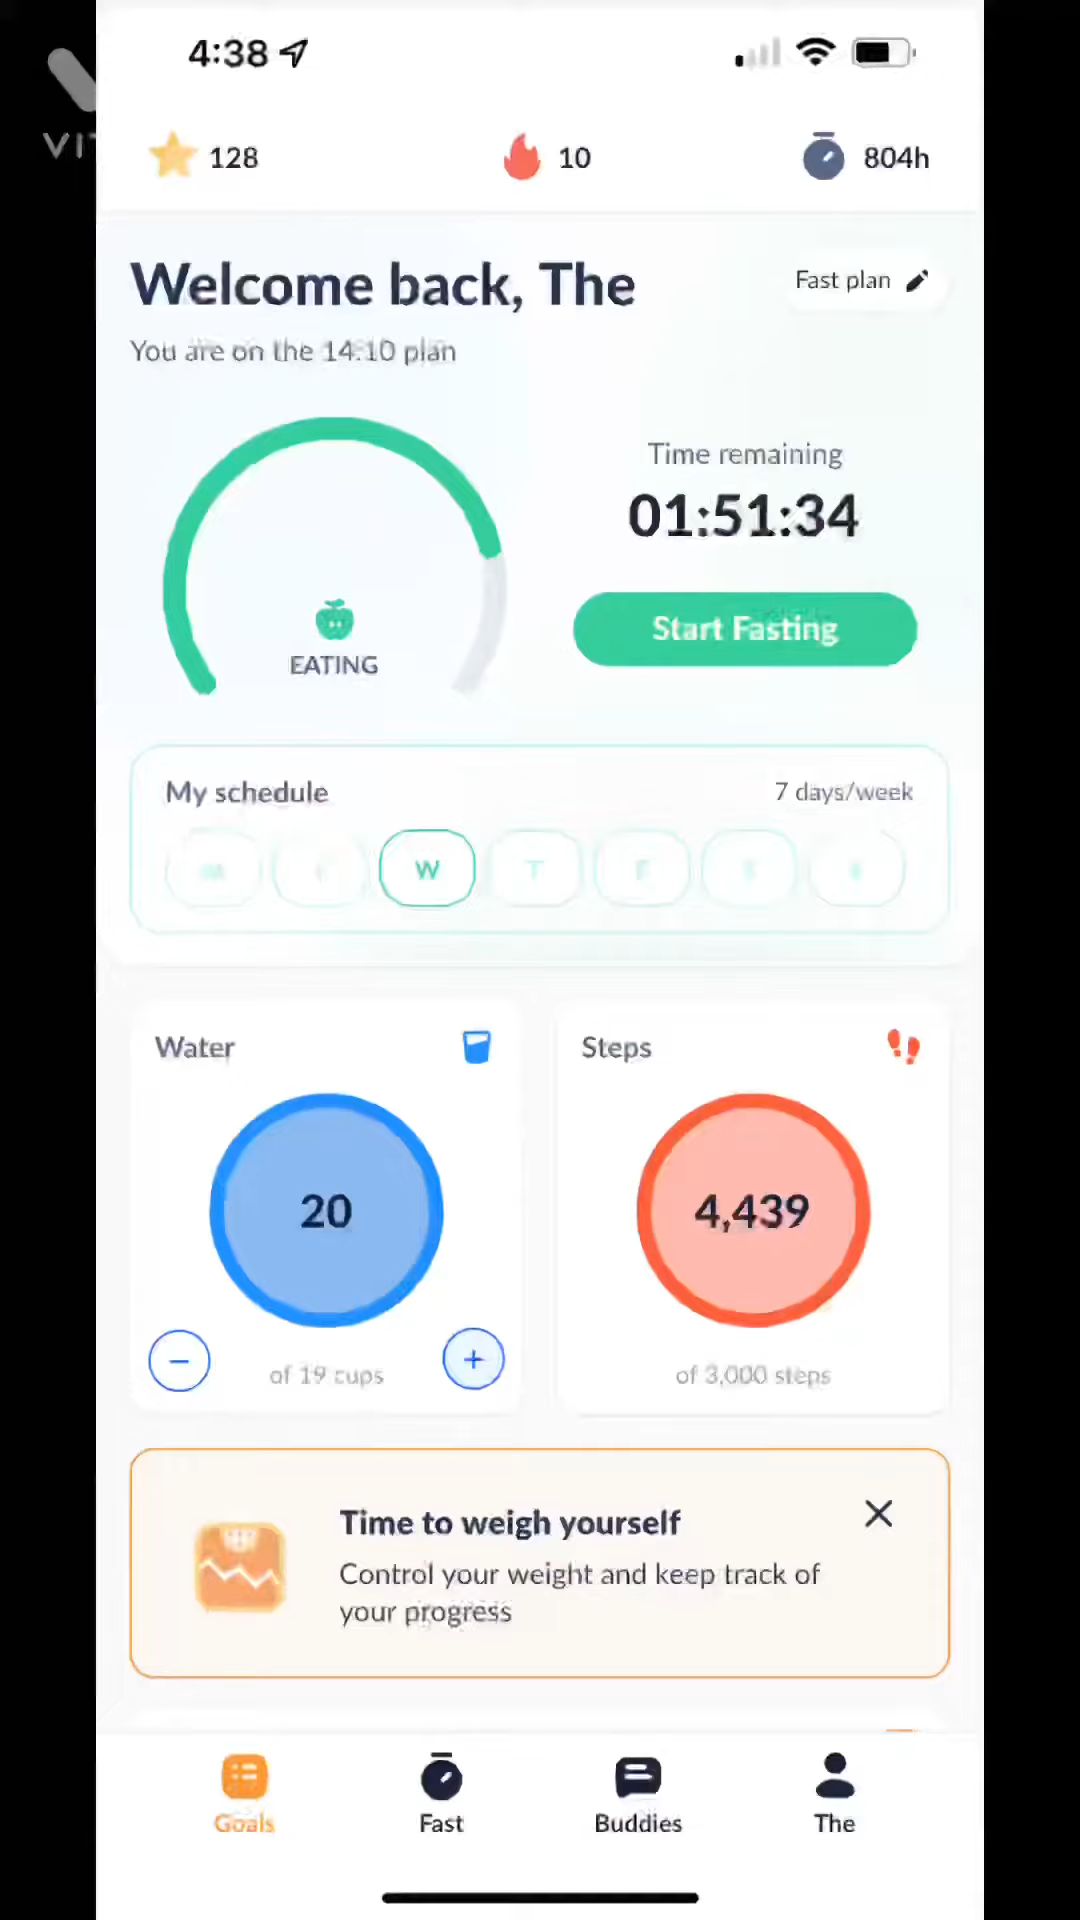 4:38
128
10
804h
Welcome back, The
Fast plan
You are on the 14:10 plan
Time remaining
01:51:34
Start Fasting
EATING
My schedule
7 days/week
W
T
F
Water
Steps
20
4,439
of 19 cups
of 3,000 steps
Time to weigh yourself
Control your weight and keep track of
your progress
Goals
Fast
Buddies
The